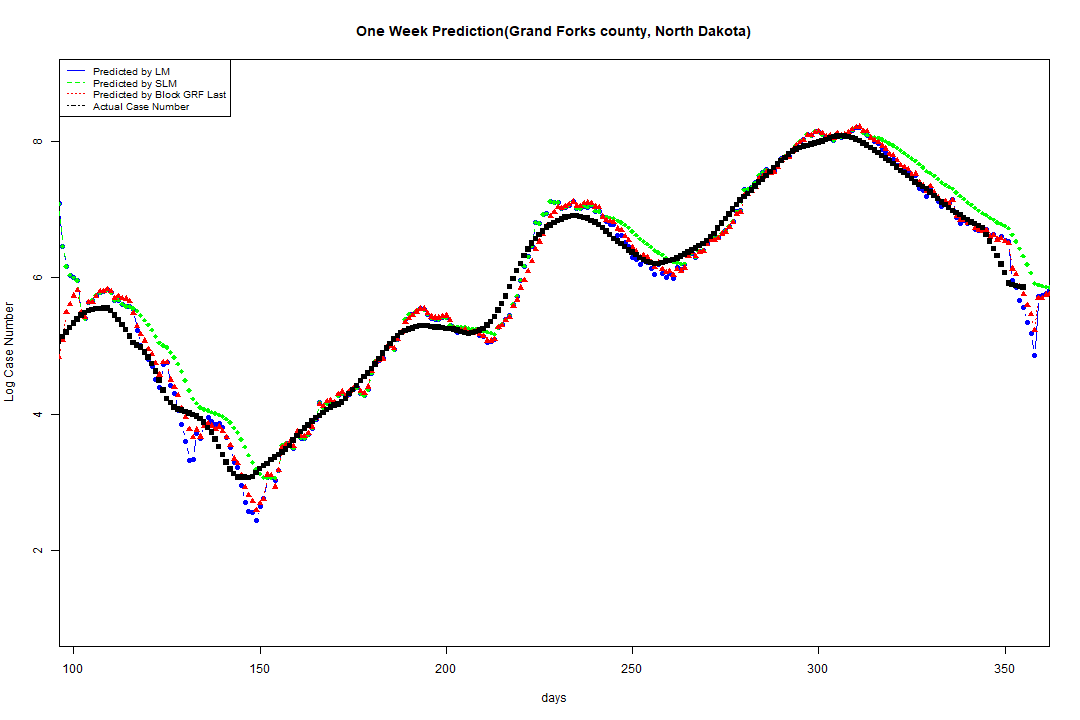 One Week Prediction(Grand Forks county, North Dakota)
Predicted by LM
Predicted by SLM
Predicted by Block GRF Last
Actual Case Number
8
6
4
2
Log Case Number
100 150 200 250 300 350
days